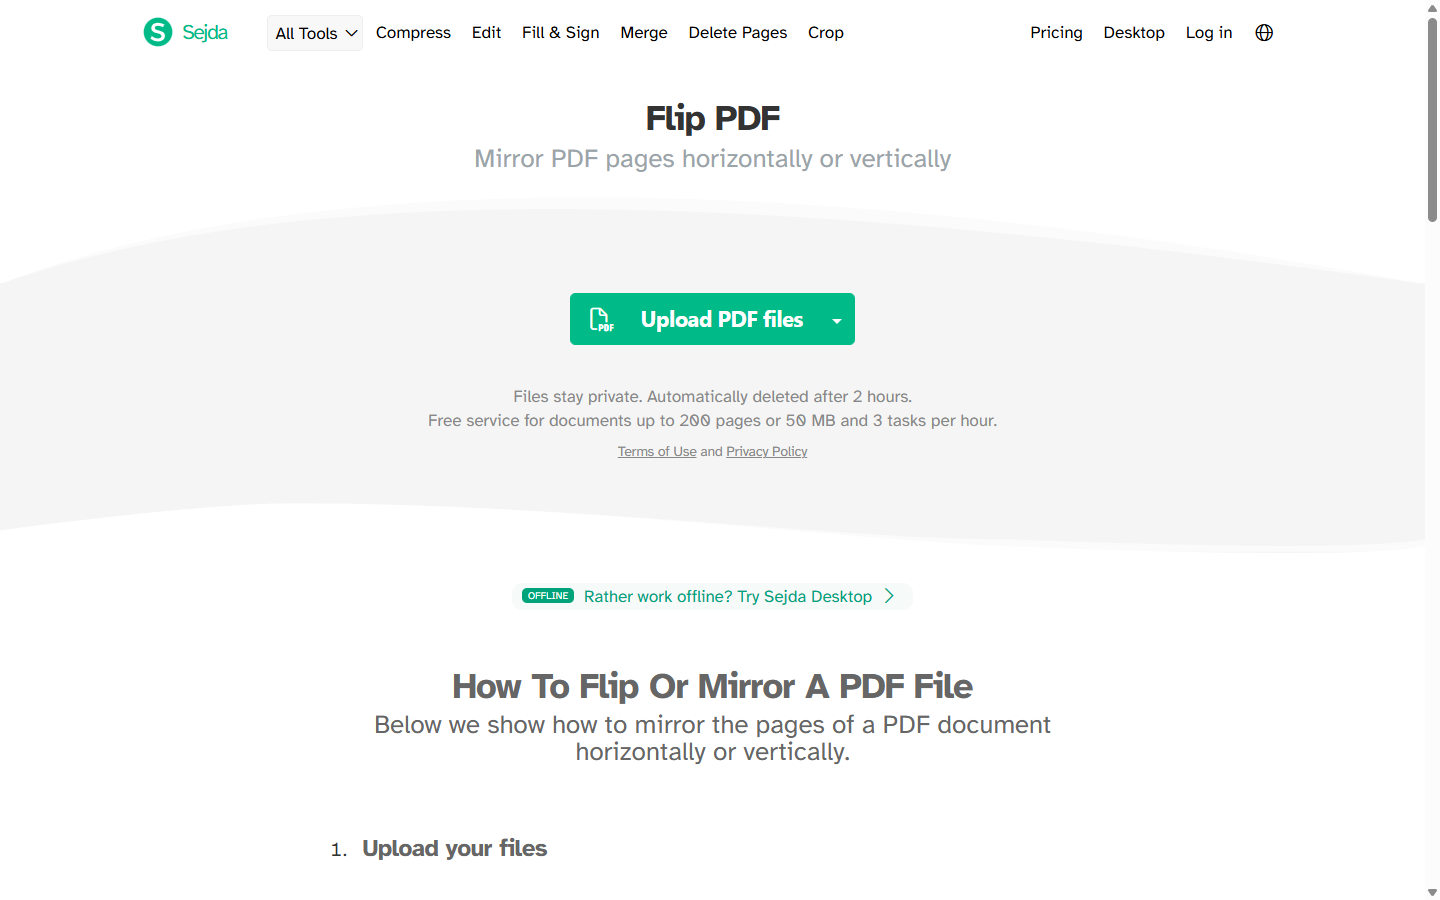 Sejda
All Tools
Compress
Edit
Fill & Sign
Merge
Delete Pages
Crop
Pricing
Desktop
Log in
Flip PDF
Mirror PDF pages horizontally or vertically
PDF
Upload PDF files
Files stay private. Automatically deleted after 2 hours.
Free service for documents up to 200 pages or 50 MB and 3 tasks per hour.
Terms of Use and Privacy Policy
OFFLINE Rather work offline? Try Sejda Desktop
How To Flip Or Mirror A PDF File
Below we show how to mirror the pages of a PDF document
horizontally or vertically.
1. Upload your files